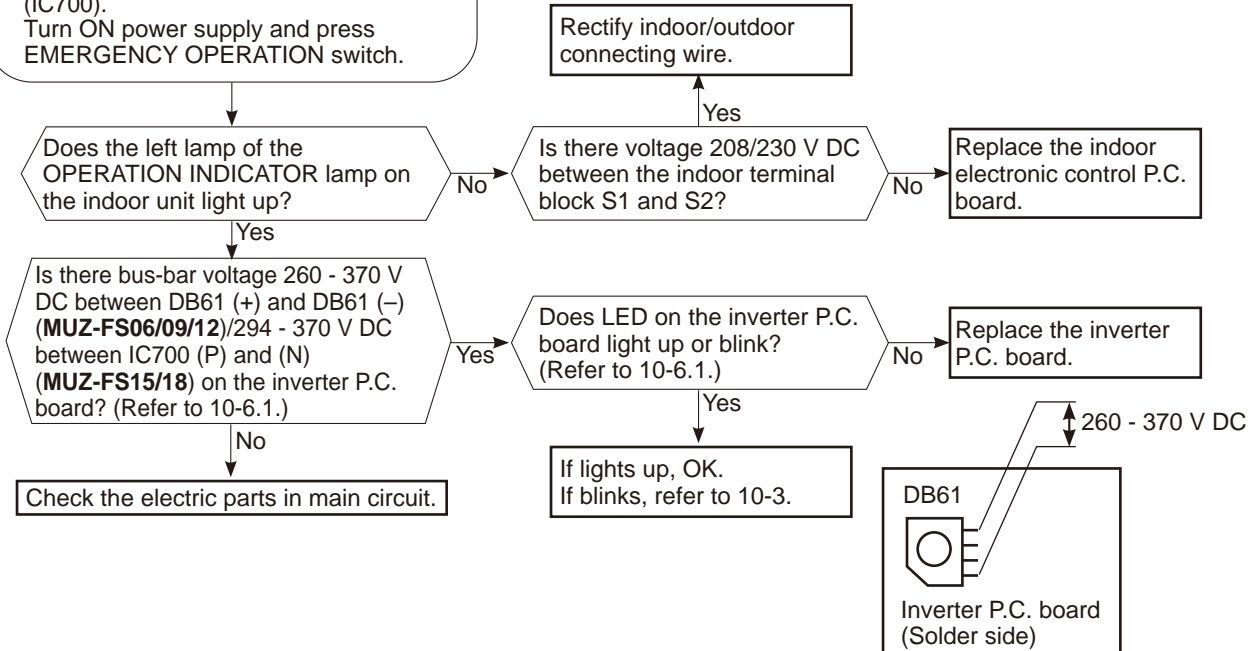 (IC700).
Turn ON power supply and press
EMERGENCY OPERATION switch.
Rectify indoor/outdoor
connecting wire.
Yes
Does the left lamp of the
OPERATION INDICATOR lamp on
the indoor unit light up?
No
Is there voltage 208/230 V DC
between the indoor terminal
block S1 and S2?
No
Replace the indoor
electronic control P.C.
board.
Yes
Is there bus-bar voltage 260 - 370 V
DC between DB61 (+) and DB61 (–)
(MUZ-FS06/09/12)/294 - 370 V DC
between IC700 (P) and (N)
(MUZ-FS15/18) on the inverter P.C.
board? (Refer to 10-6.1.)
Yes
Does LED on the inverter P.C.
board light up or blink?
(Refer to 10-6.1.)
No
Replace the inverter
P.C. board.
No
Check the electric parts in main circuit.
Yes
If lights up, OK.
If blinks, refer to 10-3.
260 - 370 V DC
DB61
Inverter P.C. board
(Solder side)